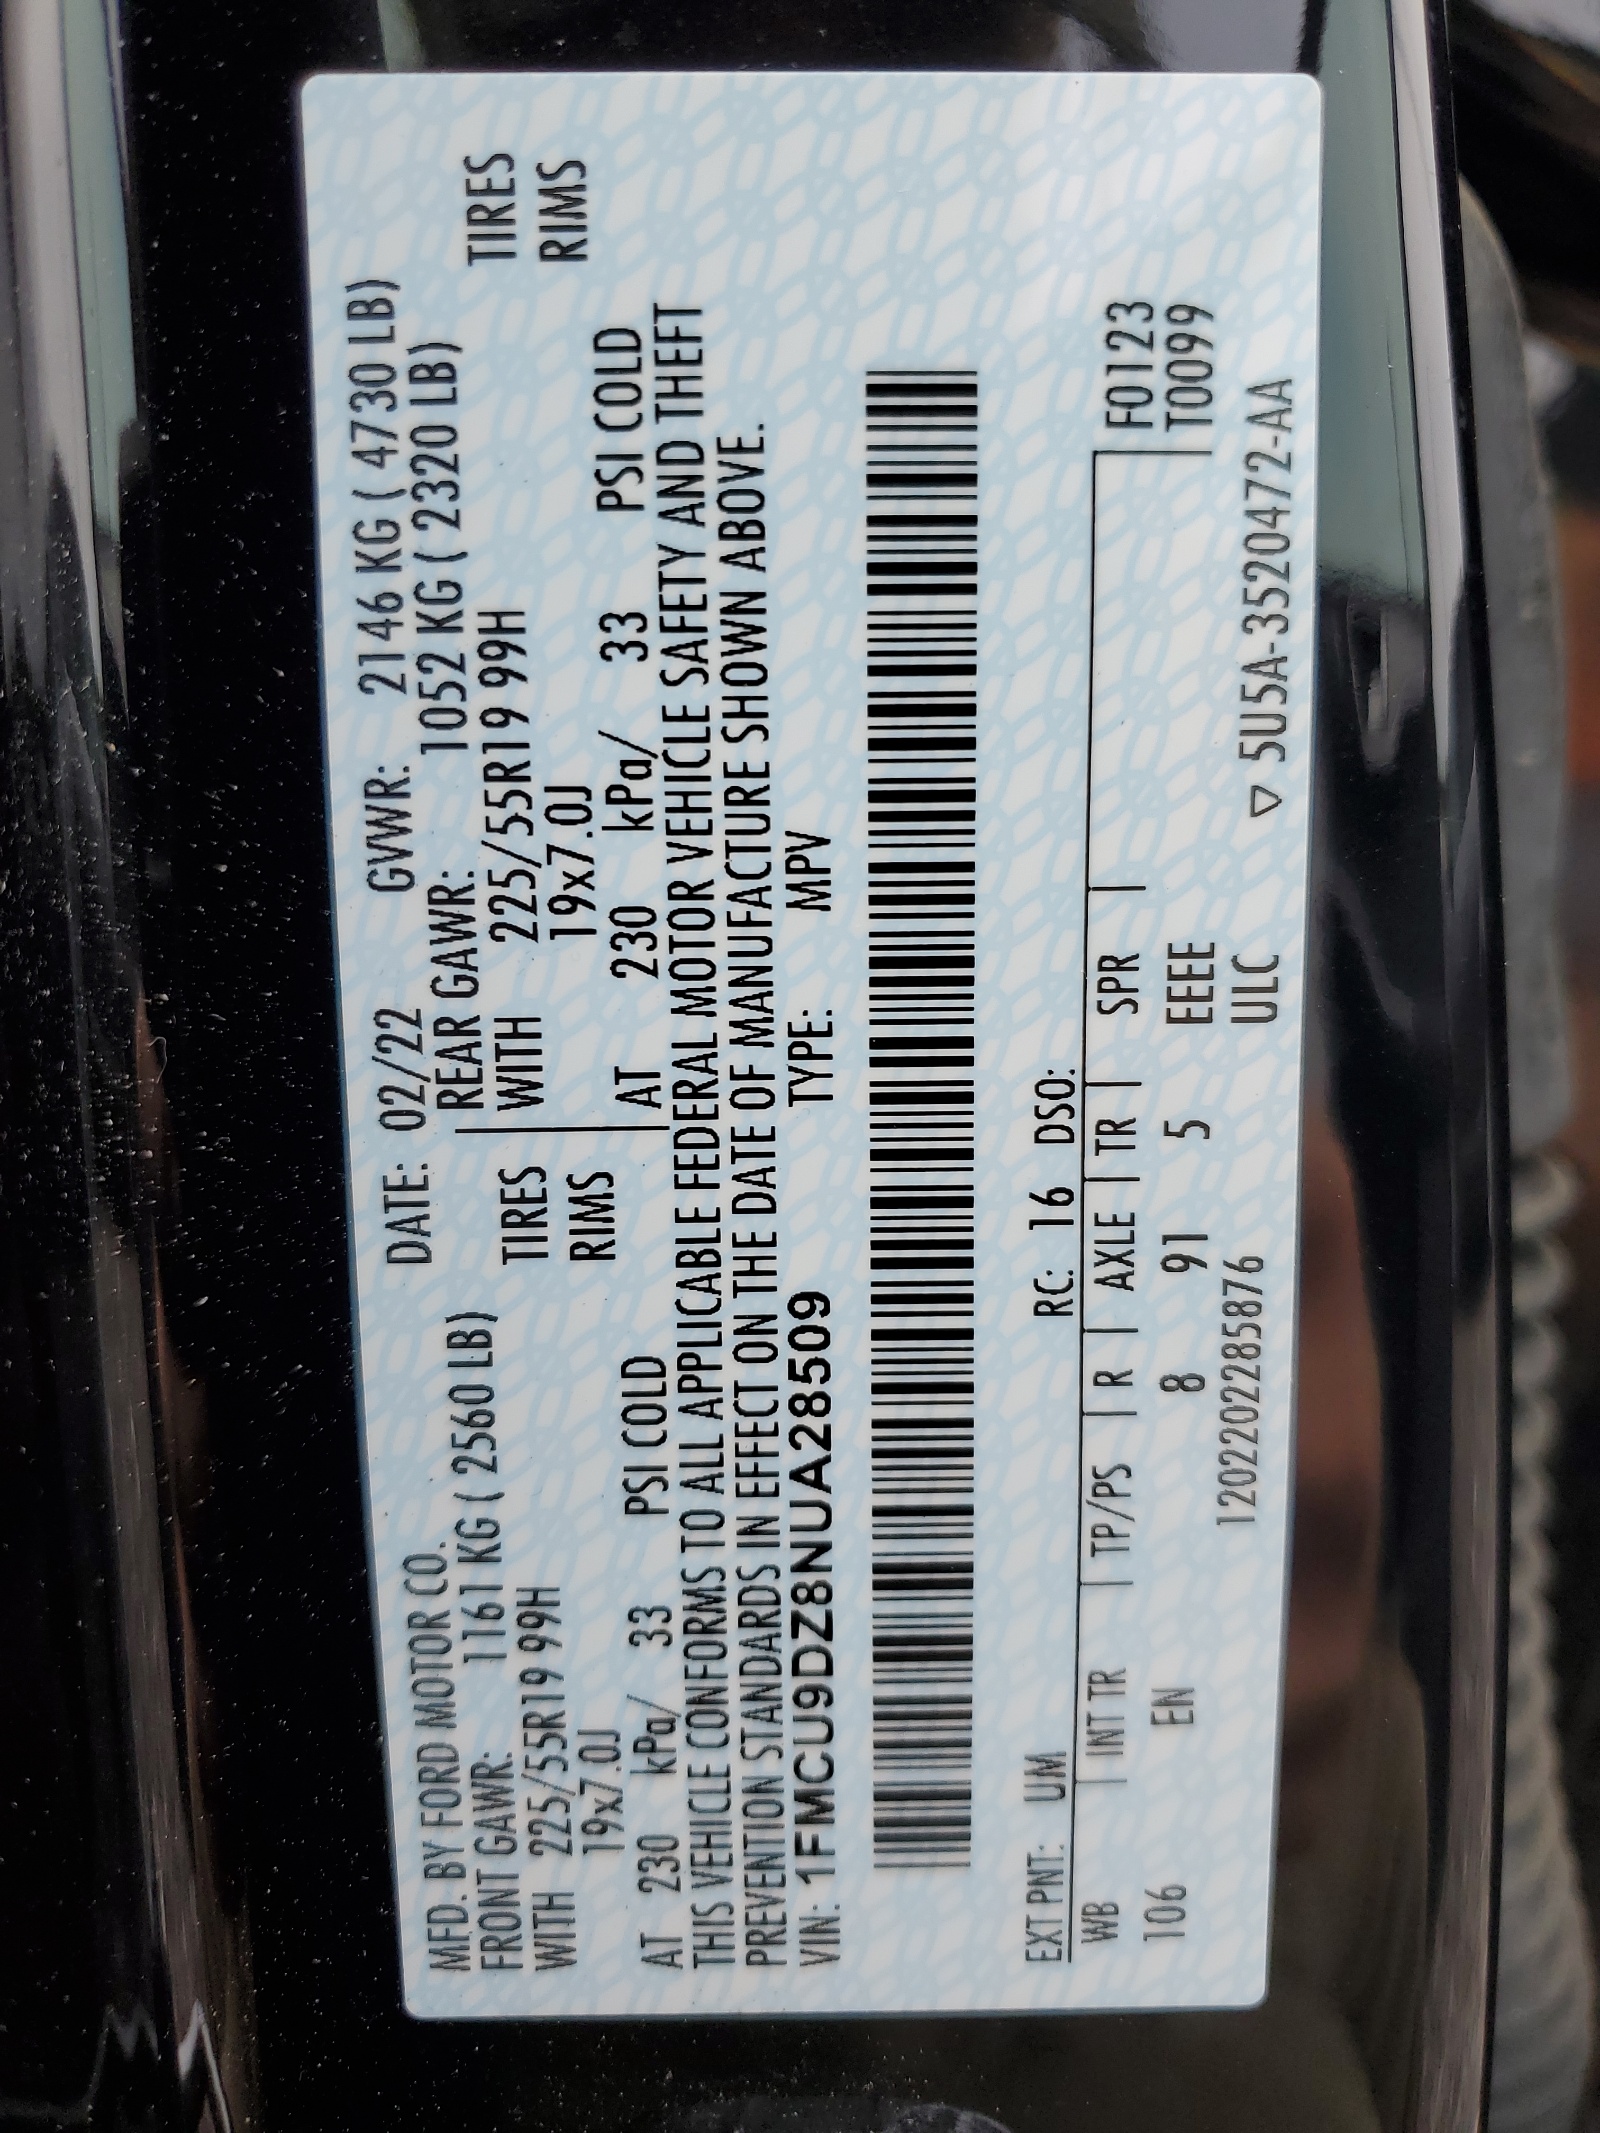 MFD. BY FORD MOTOR CO. DATE: 02/22 GVWR: 2146 KG ( 4730 LB)
FRONT GAWR: 1161 KG ( 2560 LB) REAR GAWR: 1052 KG ( 2320 LB)
WITH 225/55R19 99H TIRES WITH 225/55R19 99H TIRES
19x7.0J RIMS 19x7.0J RIMS
AT 230 kPa/ 33 PSI COLD AT 230 kPa/ 33 PSI COLD
THIS VEHICLE CONFORMS TO ALL APPLICABLE FEDERAL MOTOR VEHICLE SAFETY AND THEFT
PREVENTION STANDARDS IN EFFECT ON THE DATE OF MANUFACTURE SHOWN ABOVE.
VIN: 1FMCU9DZ8NUA28509 TYPE: MPV
EXT PNT: UM RC: 16 DSO:
WB | INT TR | TP/PS | R | AXLE | TR | SPR | F0123
106 EN 8 91 5 EEEE T0099
1202202285876 ULC ▽ 5U5A-3520472-AA